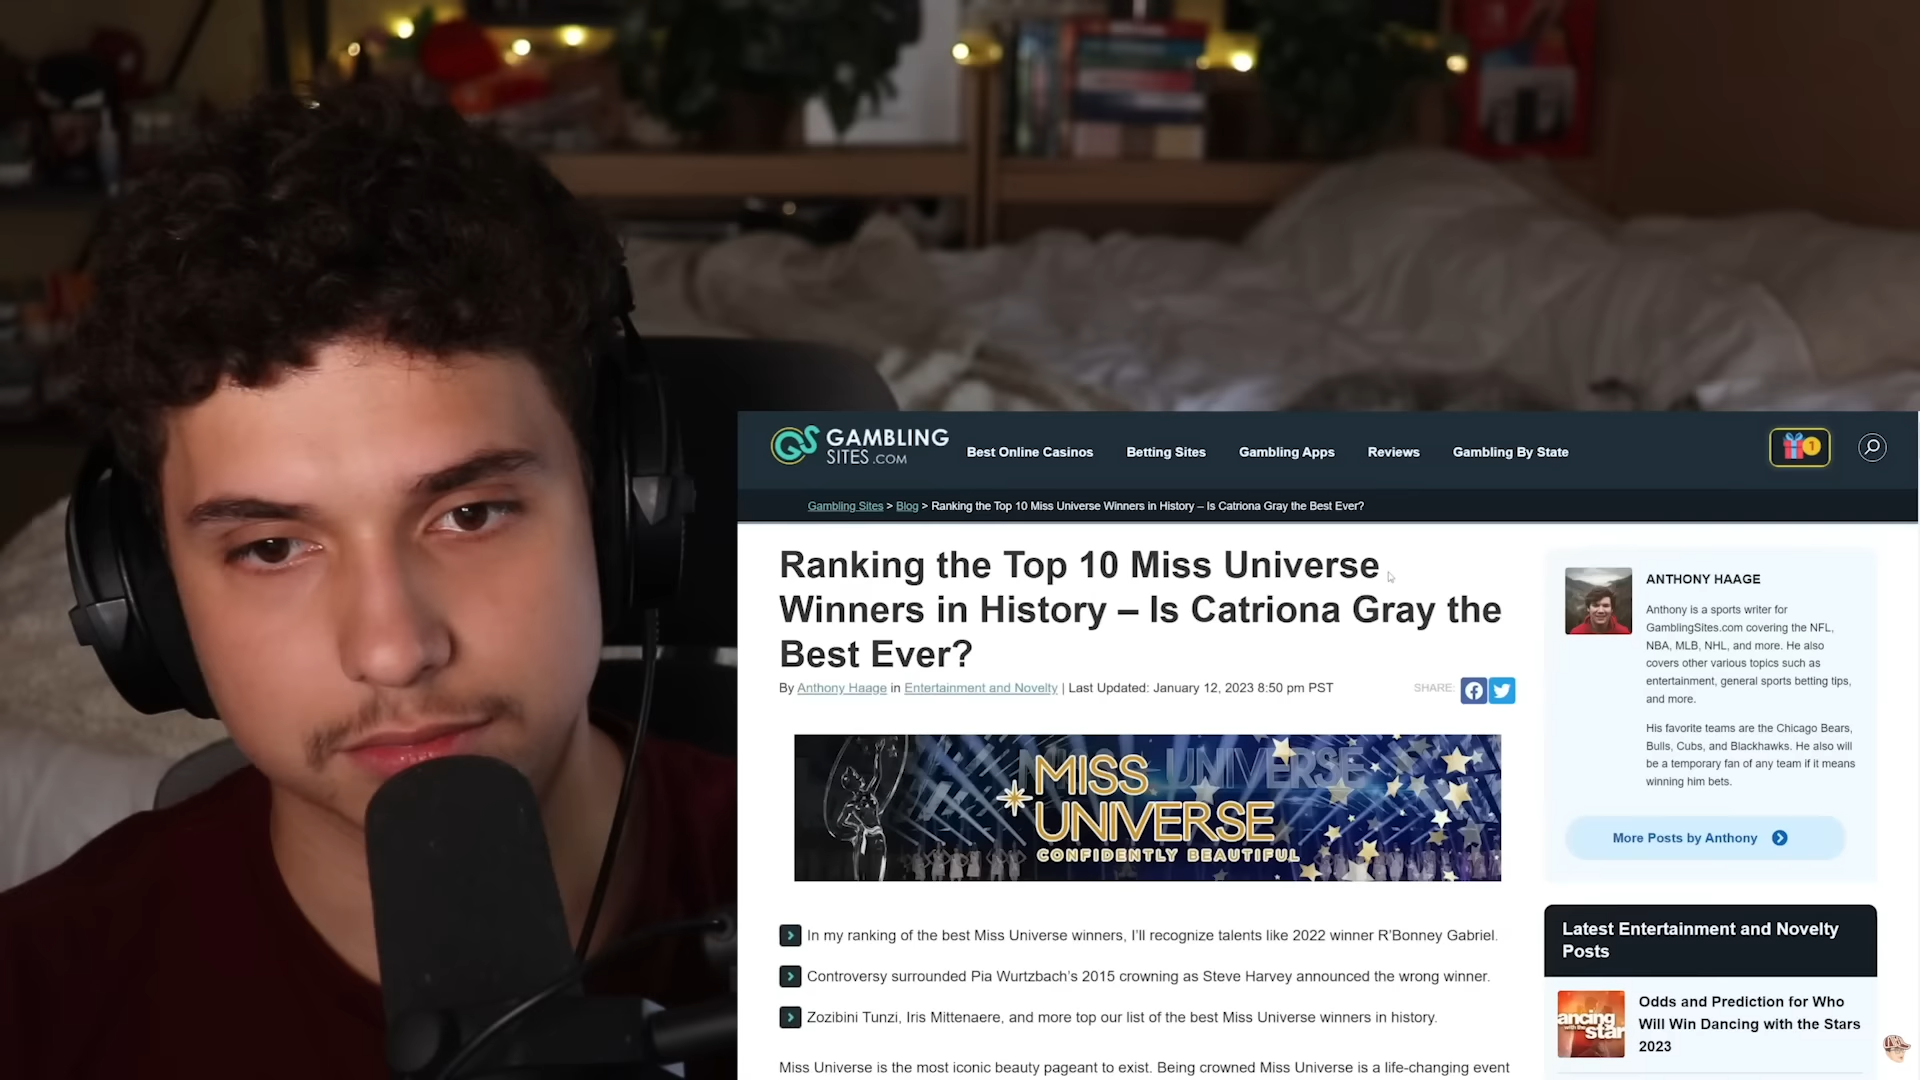 GAMBLING
SITES.COM
Best Online Casinos
Betting Sites
Gambling Apps
Reviews
Gambling By State
1
Gambling Sites > Blog > Ranking the Top 10 Miss Universe Winners in History – Is Catriona Gray the Best Ever?
Ranking the Top 10 Miss Universe
Winners in History – Is Catriona Gray the
Best Ever?
By Anthony Haage in Entertainment and Novelty | Last Updated: January 12, 2023 8:50 pm PST
SHARE:
MISS UNIVERSE
MISS
UNIVERSE
CONFIDENTLY BEAUTIFUL
In my ranking of the best Miss Universe winners, I'll recognize talents like 2022 winner R'Bonney Gabriel.
Controversy surrounded Pia Wurtzbach's 2015 crowning as Steve Harvey announced the wrong winner.
Zozibini Tunzi, Iris Mittenaere, and more top our list of the best Miss Universe winners in history.
Miss Universe is the most iconic beauty pageant to exist. Being crowned Miss Universe is a life-changing event
ANTHONY HAAGE
Anthony is a sports writer for
GamblingSites.com covering the NFL,
NBA, MLB, NHL, and more. He also
covers other various topics such as
entertainment, general sports betting tips,
and more.
His favorite teams are the Chicago Bears,
Bulls, Cubs, and Blackhawks. He also will
be a temporary fan of any team if it means
winning him bets.
More Posts by Anthony
Latest Entertainment and Novelty
Posts
ancing
with the
star
Odds and Prediction for Who
Will Win Dancing with the Stars
2023